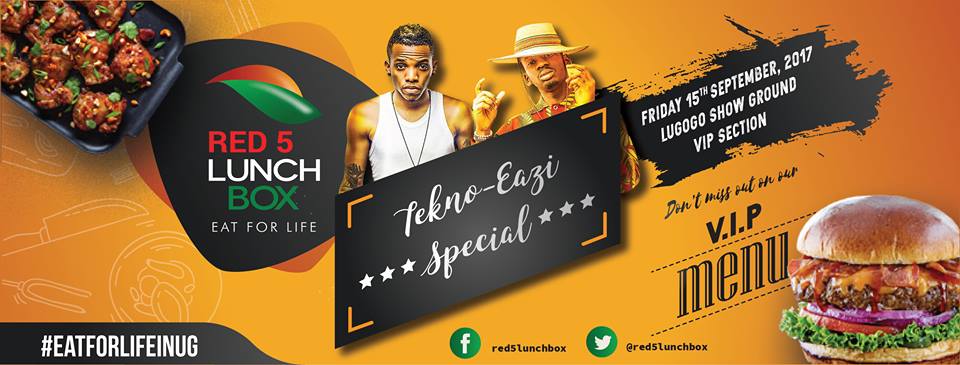 RED 5
LUNCH
BOX
EAT FOR LIFE
Tekno-Eazi
Special
FRIDAY 15TH SEPTEMBER, 2017
LUGOGO SHOW GROUND
VIP SECTION
Don't miss out on our
V.I.P
menu
#EATFORLIFEINUG
f red5lunchbox
@red5lunchbox